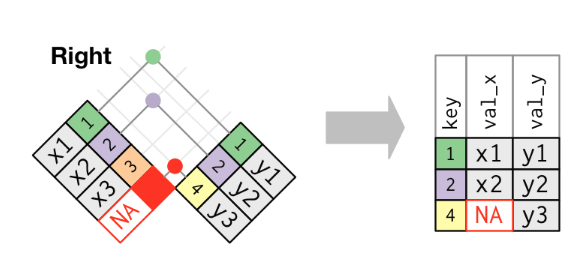 Right
x1 1
x2 2
x3 3
NA
1 y1
2 y2
4 y3
key val_x val_y
1 x1 y1
2 x2 y2
4 NA y3